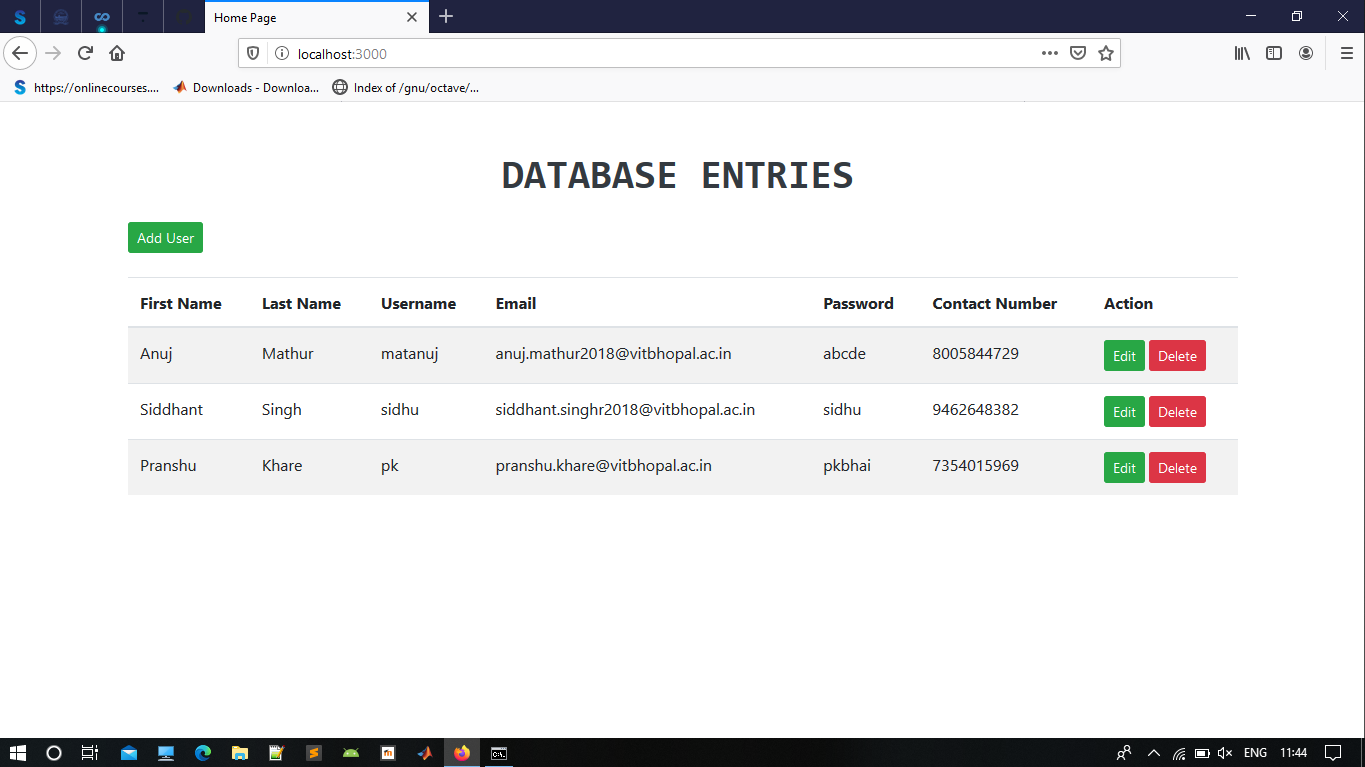 Home Page
localhost:3000
https://onlinecourses.... Downloads - Downloa... Index of /gnu/octave/...
DATABASE ENTRIES
Add User
First Name Last Name Username Email Password Contact Number Action
Anuj Mathur matanuj anuj.mathur2018@vitbhopal.ac.in abcde 8005844729 Edit Delete
Siddhant Singh sidhu siddhant.singhr2018@vitbhopal.ac.in sidhu 9462648382 Edit Delete
Pranshu Khare pk pranshu.khare@vitbhopal.ac.in pkbhai 7354015969 Edit Delete
ENG 11:44